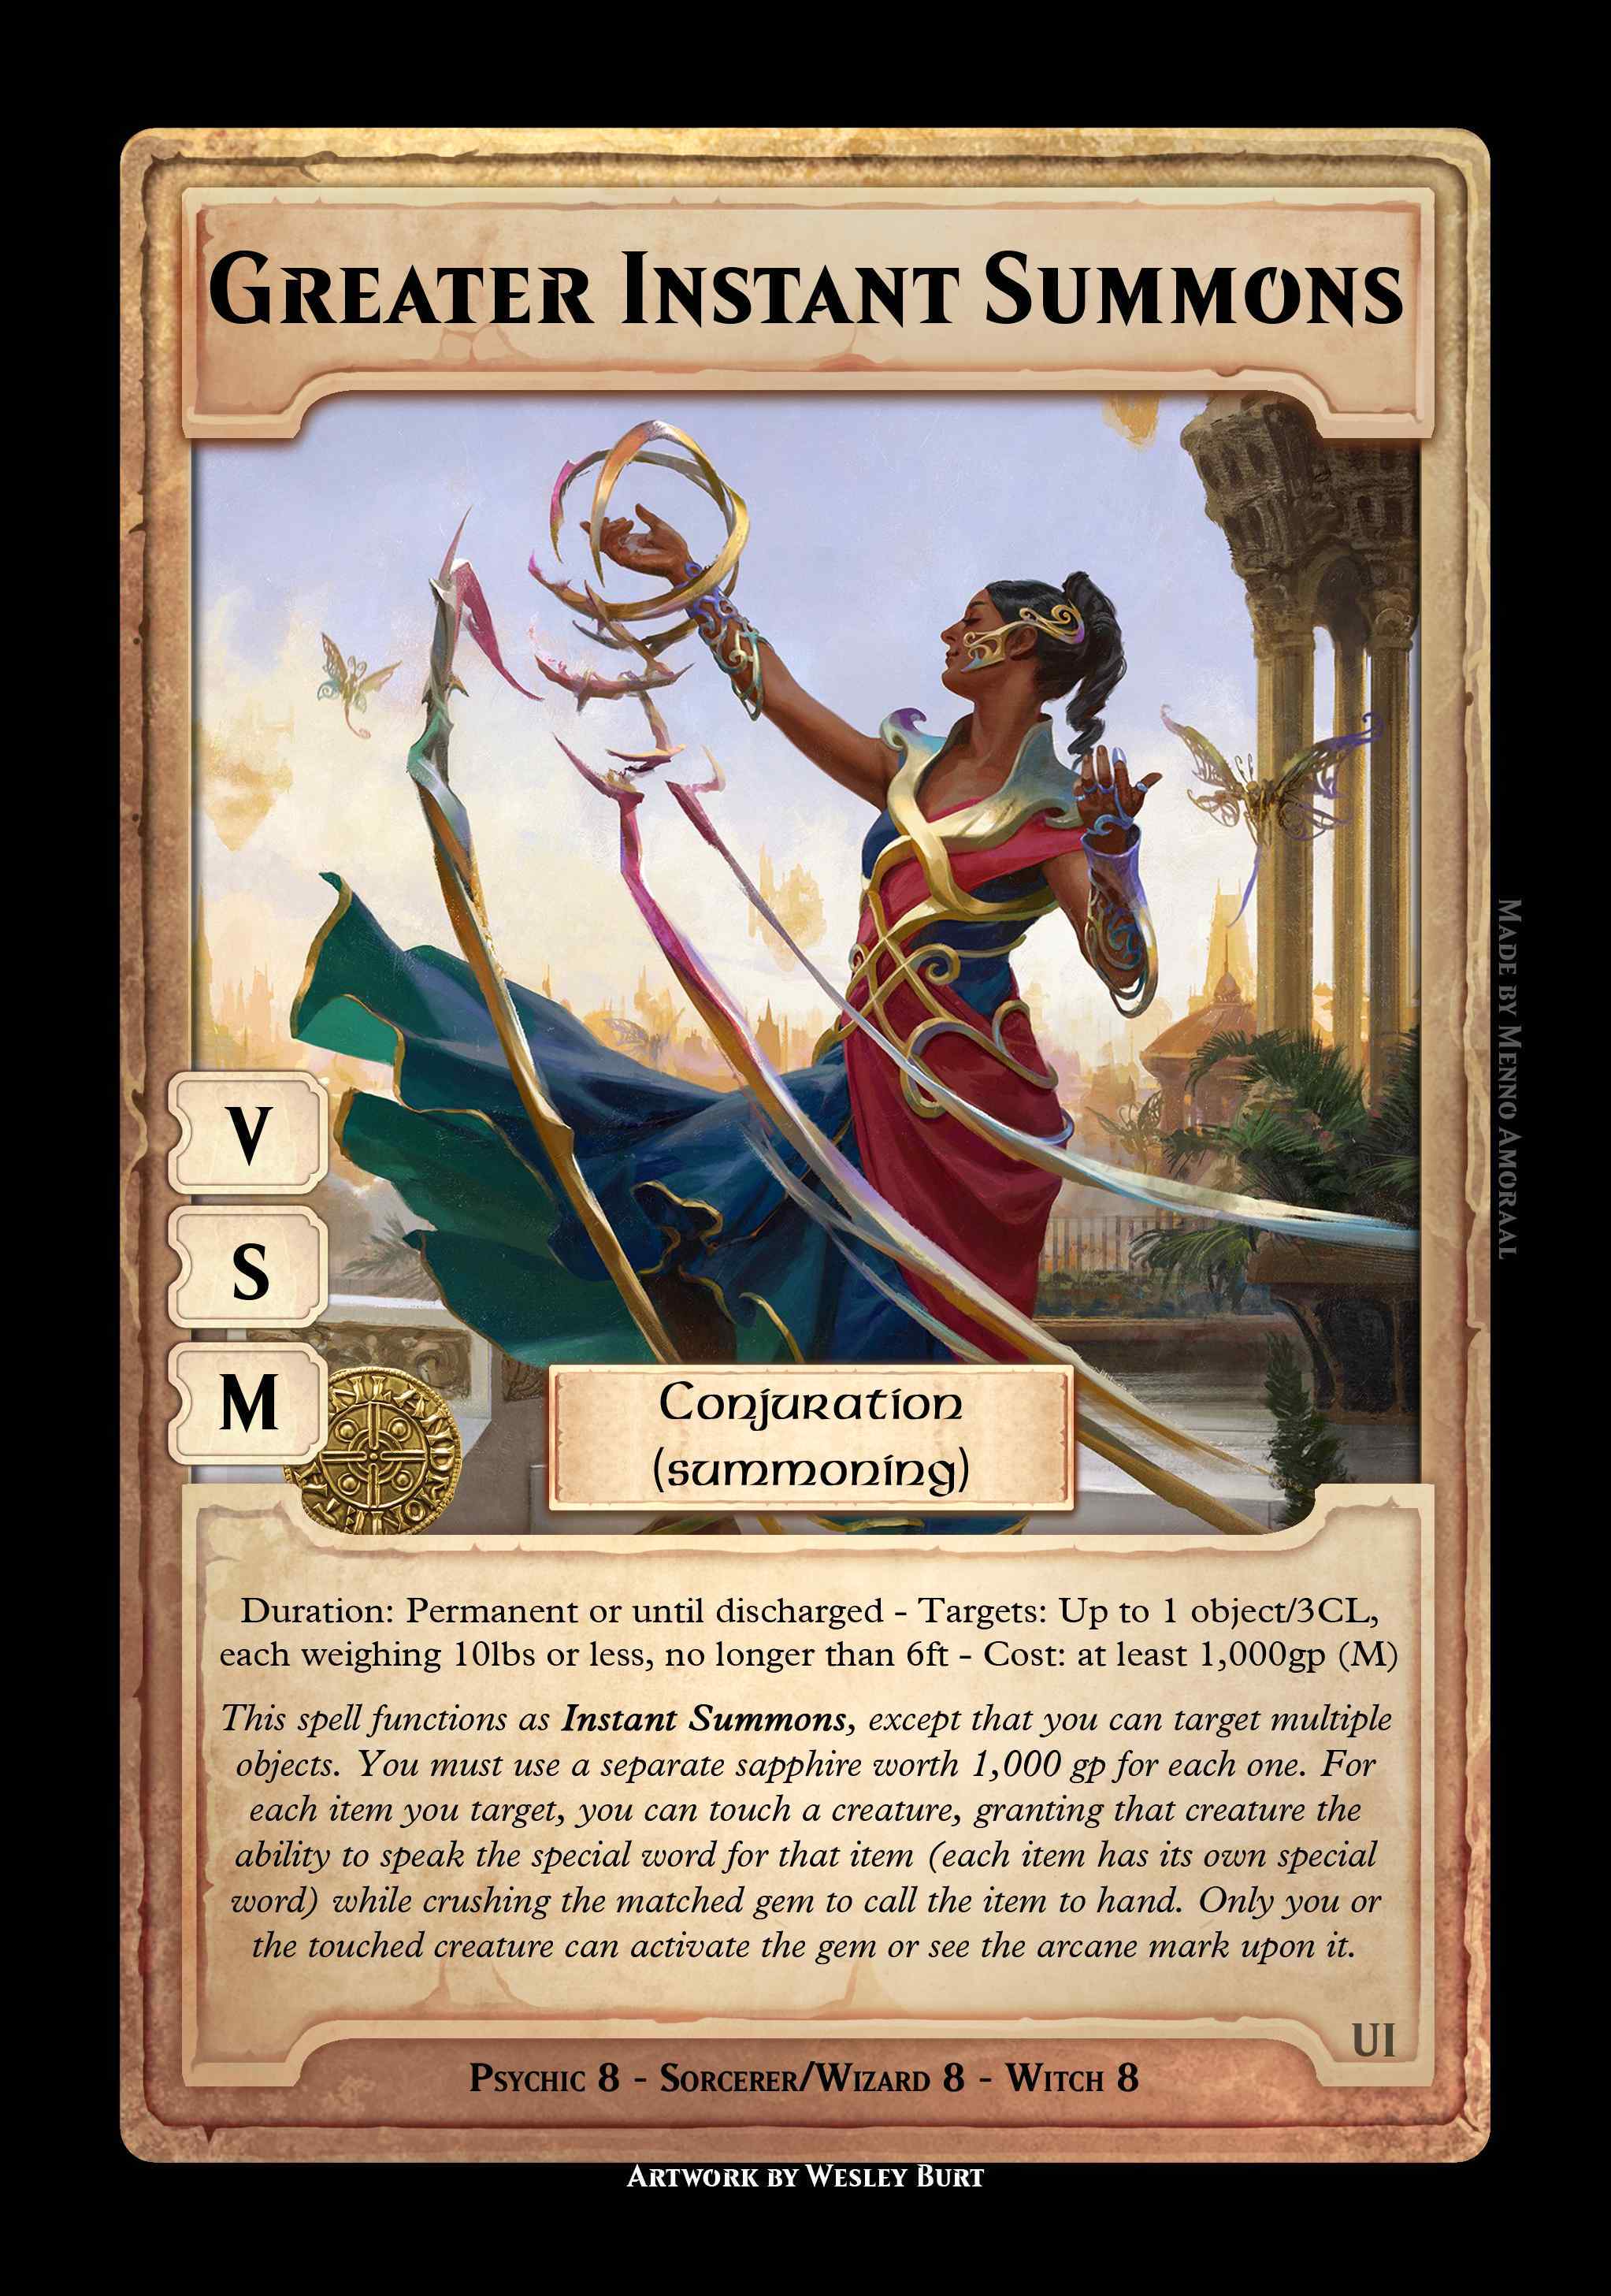 Greater Instant Summons
V
S
M
Conjuration
(summoning)
Duration: Permanent or until discharged - Targets: Up to 1 object/3CL,
each weighing 10lbs or less, no longer than 6ft - Cost: at least 1,000gp (M)
This spell functions as Instant Summons, except that you can target multiple
objects. You must use a separate sapphire worth 1,000 gp for each one. For
each item you target, you can touch a creature, granting that creature the
ability to speak the special word for that item (each item has its own special
word) while crushing the matched gem to call the item to hand. Only you or
the touched creature can activate the gem or see the arcane mark upon it.
UI
Psychic 8 - Sorcerer/Wizard 8 - Witch 8
Artwork by Wesley Burt
Made by Menno Amoraal